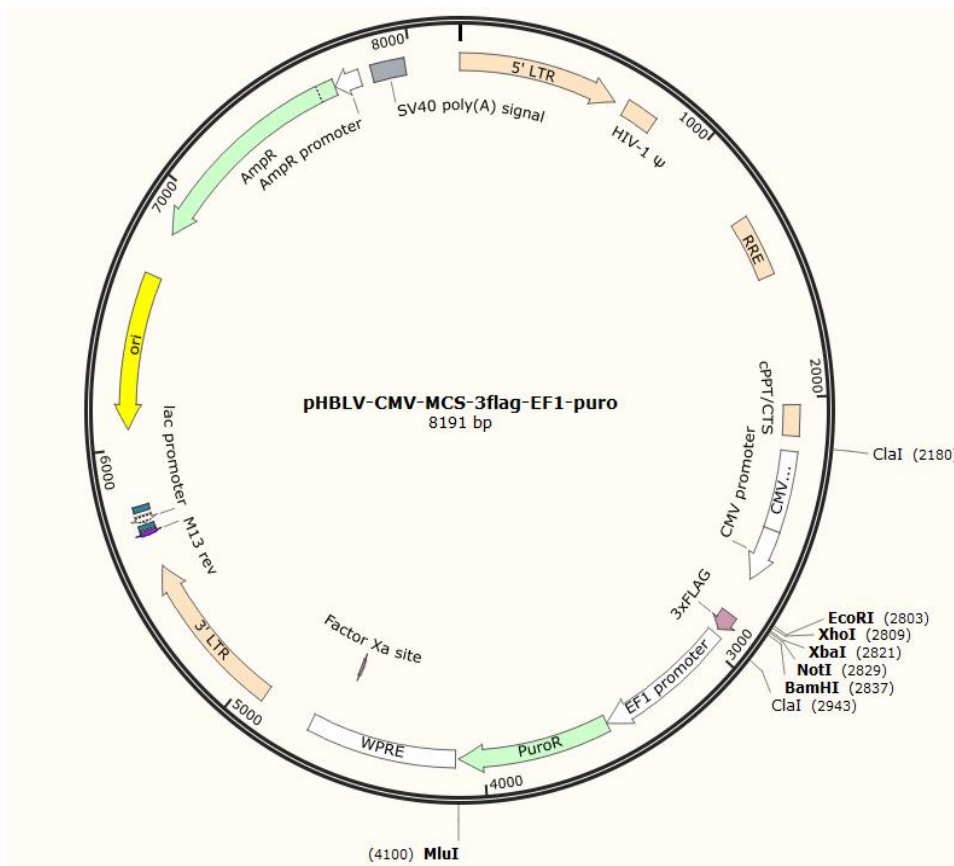 8000
5' LTR
SV40 poly(A) signal
HIV-1 ψ
1000
AmpR promoter
AmpR
7000
RRE
ori
cPPT/CTS
2000
pHBLV-CMV-MCS-3flag-EF1-puro
8191 bp
ClaI (2180)
CMV...
CMV promoter
6000
lac promoter
M13 rev
3xFLAG
EcoRI (2803)
XhoI (2809)
XbaI (2821)
NotI (2829)
BamHI (2837)
ClaI (2943)
3000
Factor Xa site
EF1 promoter
3' LTR
5000
WPRE
PuroR
4000
(4100) MluI